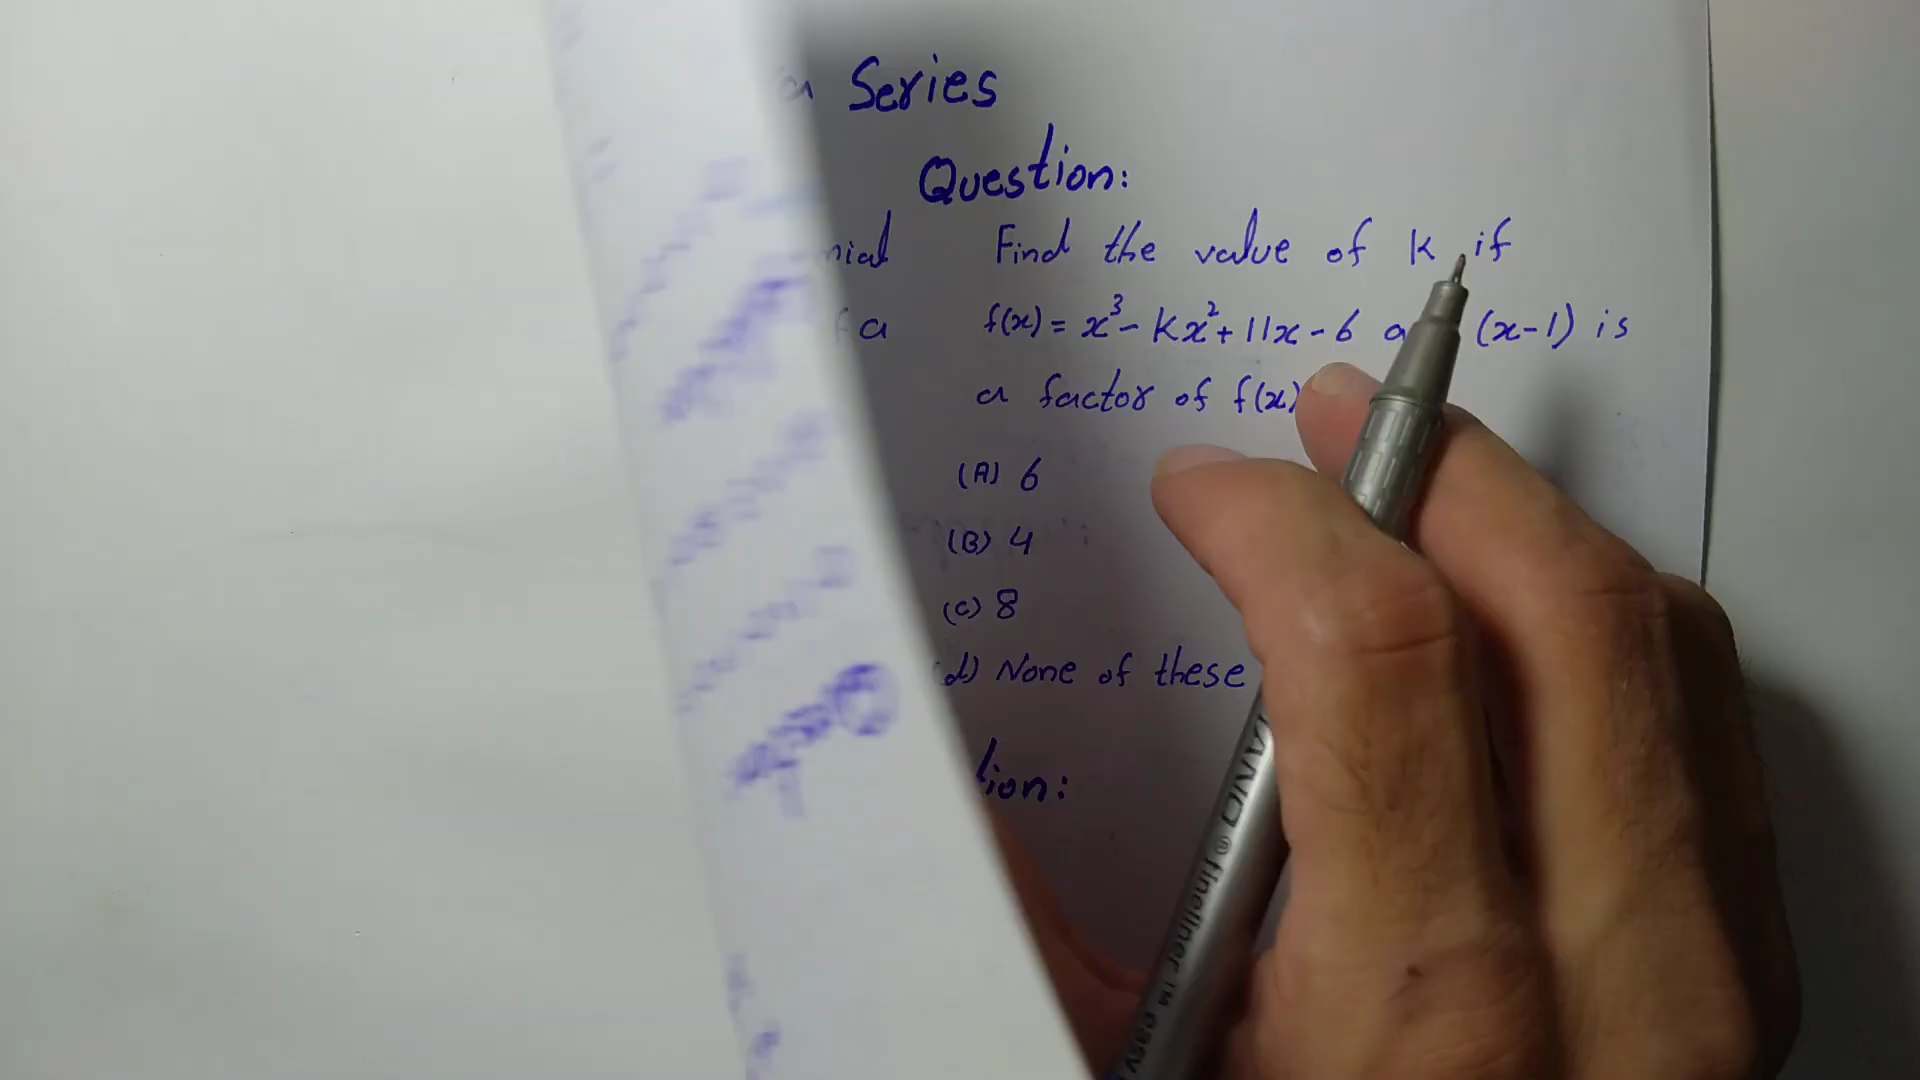 Series
Question:
Find the value of k if
f(x) = x³ - kx² + 11x - 6 (x-1) is
a factor of f(x)
(A) 6
(B) 4
(C) 8
(d) None of these
fineliner